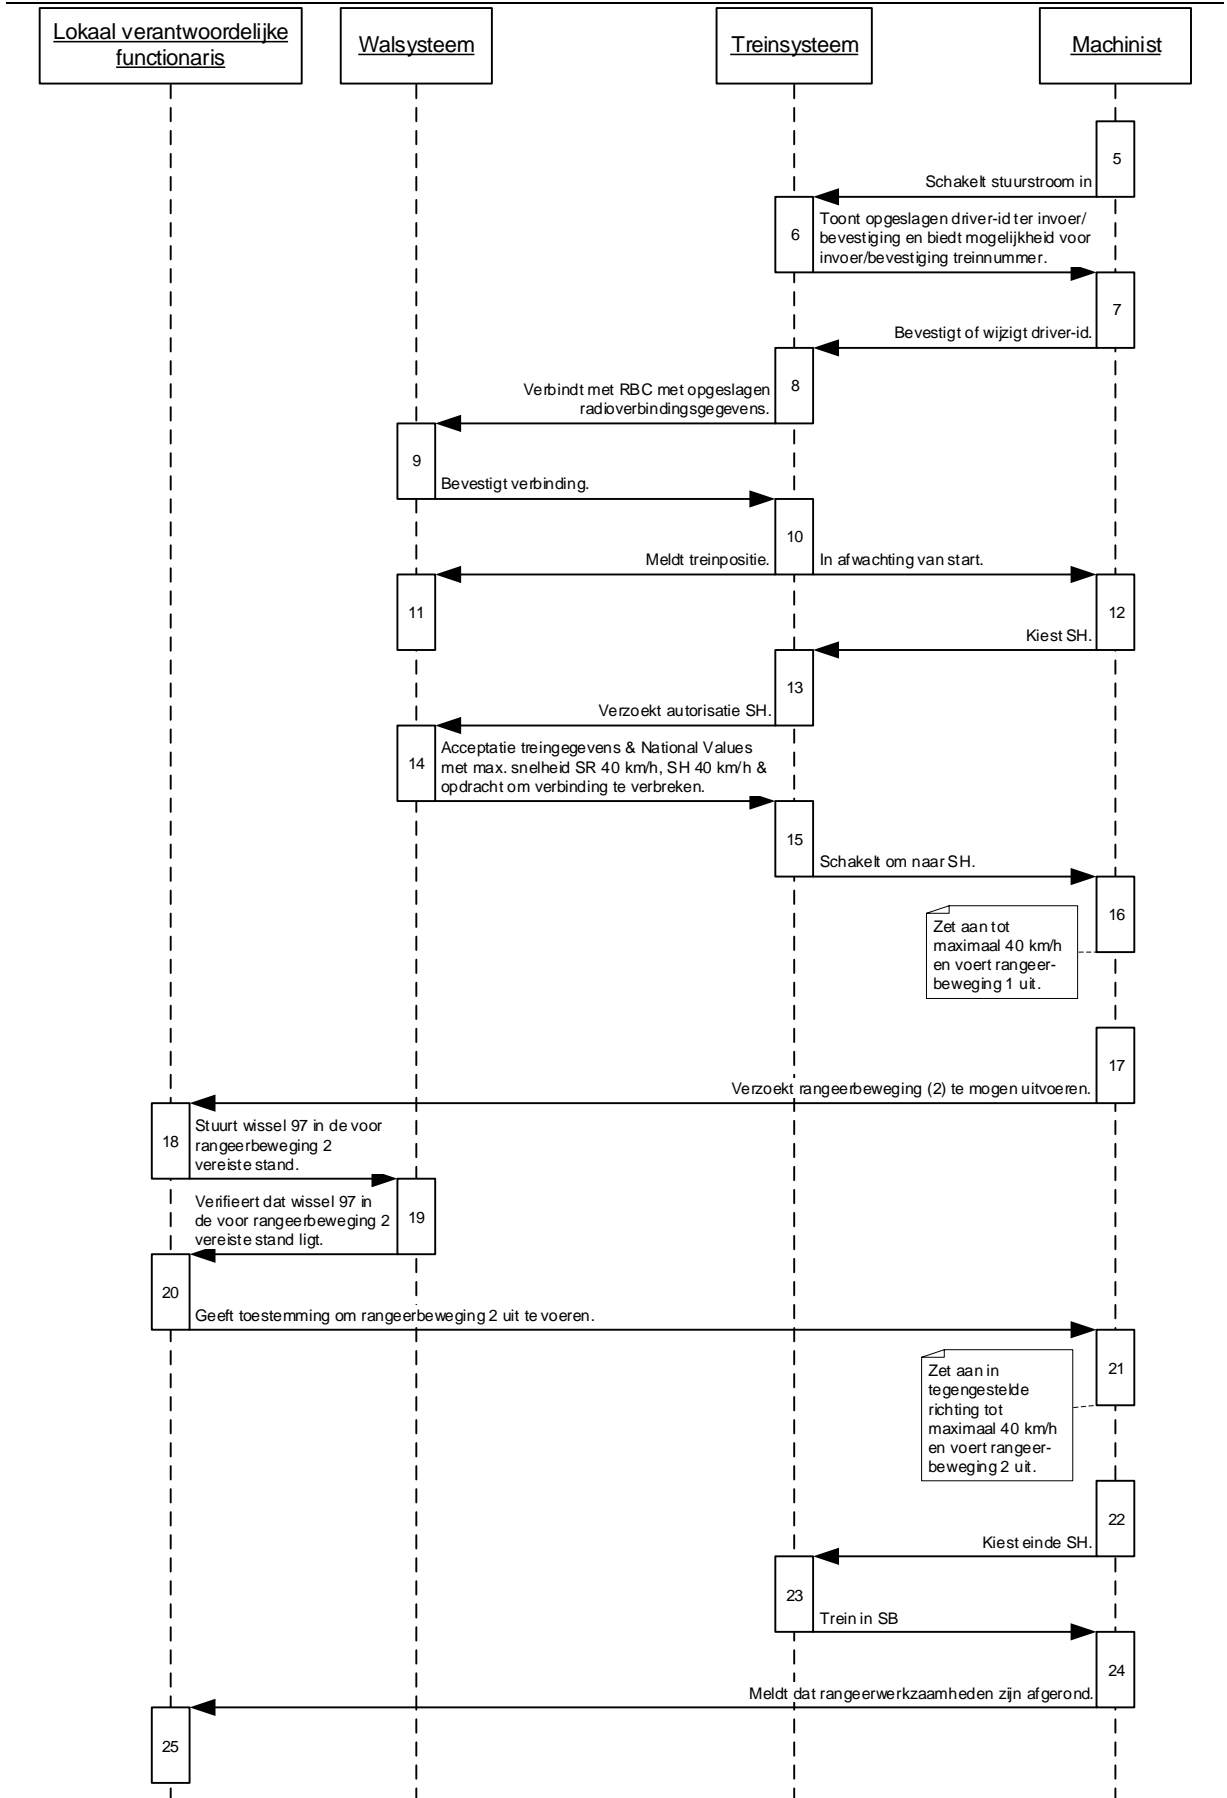 Lokaal verantwoordelijke
functionaris
Walsysteem
Treinsysteem
Machinist
5
Schakelt stuurstroom in
6
Toont opgeslagen driver-id ter invoer/
bevestiging en biedt mogelijkheid voor
invoer/bevestiging treinnummer.
7
Bevestigt of wijzigt driver-id.
8
Verbindt met RBC met opgeslagen
radioverbindingsgegevens.
9
Bevestigt verbinding.
10
Meldt treinpositie.
In afwachting van start.
11
12
Kiest SH.
13
Verzoekt autorisatie SH.
14
Acceptatie treingegevens & National Values
met max. snelheid SR 40 km/h, SH 40 km/h &
opdracht om verbinding te verbreken.
15
Schakelt om naar SH.
16
Zet aan tot
maximaal 40 km/h
en voert rangeer-
beweging 1 uit.
17
Verzoekt rangeerbeweging (2) te mogen uitvoeren.
18
Stuurt wissel 97 in de voor
rangeerbeweging 2
vereiste stand.
19
Verifieert dat wissel 97 in
de voor rangeerbeweging 2
vereiste stand ligt.
20
Geeft toestemming om rangeerbeweging 2 uit te voeren.
21
Zet aan in
tegengestelde
richting tot
maximaal 40 km/h
en voert rangeer-
beweging 2 uit.
22
Kiest einde SH.
23
Trein in SB
24
Meldt dat rangeerwerkzaamheden zijn afgerond.
25